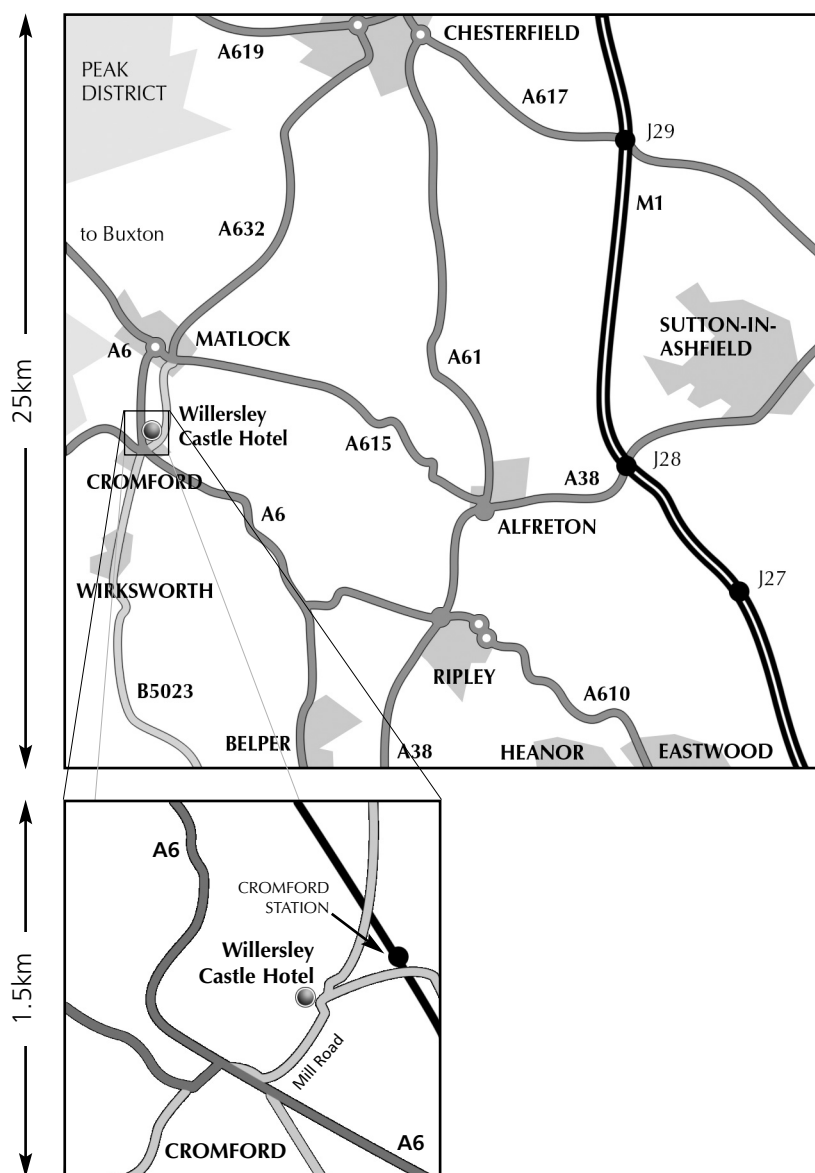 CHESTERFIELD
A619
PEAK
DISTRICT
A617
J29
M1
A632
to Buxton
SUTTON-IN-
ASHFIELD
MATLOCK
A6
A61
Willersley
Castle Hotel
A615
J28
A38
CROMFORD
A6
ALFRETON
J27
WIRKSWORTH
RIPLEY
B5023
A610
BELPER
A38
HEANOR
EASTWOOD
25km
A6
CROMFORD
STATION
Willersley
Castle Hotel
Mill Road
CROMFORD
A6
1.5km